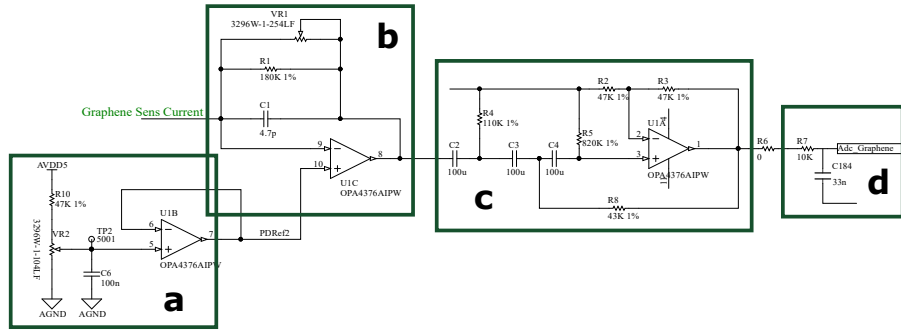 VR1
3296W-1-254LF
b
R1
180K 1%
Graphene Sens Current
C1
4.7p
9
10
8
U1C
OPA4376AIPW
AVDD5
R10
47K 1%
3296W-1-104LF
VR2
TP2
5001
C6
100n
AGND
AGND
U1B
6
5
7
OPA4376AIPW
PDRef2
a
R2
47K 1%
R3
47K 1%
R4
110K 1%
R5
820K 1%
U1A
4
2
3
1
OPA4376AIPW
C2
100u
C3
100u
C4
100u
R8
43K 1%
c
R6
0
R7
10K
Adc_Graphene
C184
33n
d